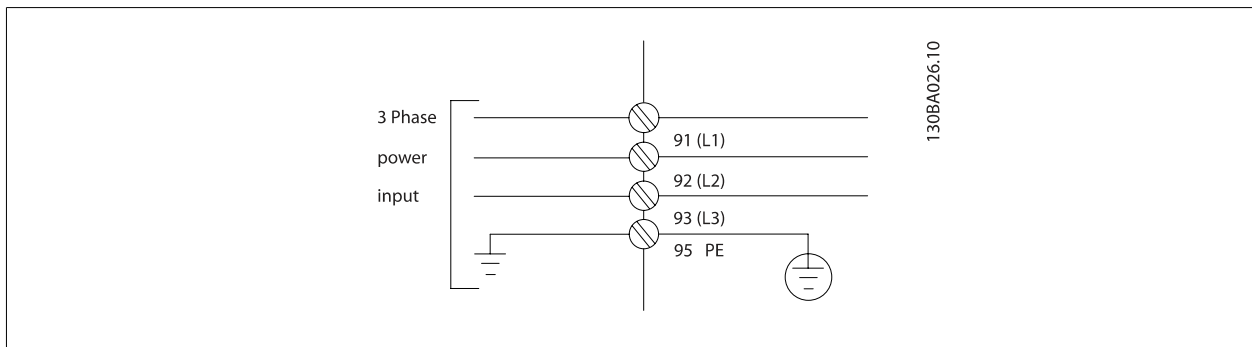 3 Phase
91 (L1)
power
92 (L2)
input
93 (L3)
95 PE
130BA026.10